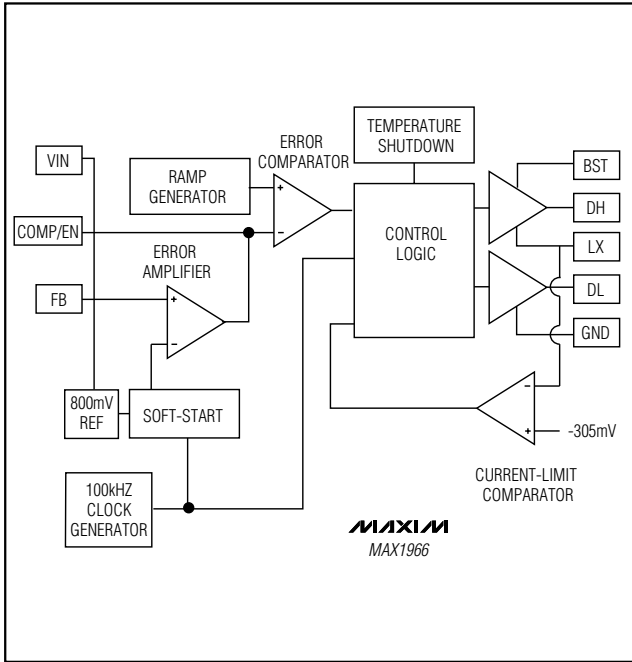 VIN
COMP/EN
FB
800mV
REF
SOFT-START
100kHZ
CLOCK
GENERATOR
RAMP
GENERATOR
ERROR
AMPLIFIER
+
–
ERROR
COMPARATOR
+
–
TEMPERATURE
SHUTDOWN
CONTROL
LOGIC
BST
DH
LX
DL
GND
–
+
-305mV
CURRENT-LIMIT
COMPARATOR
MAXIM
MAX1966